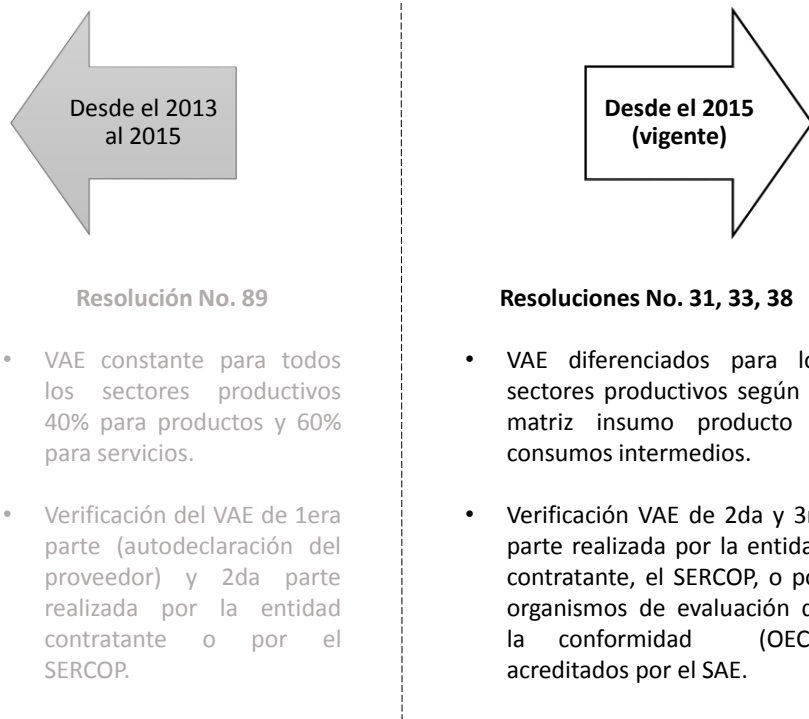 Desde el 2013
al 2015
Resolución No. 89
• VAE constante para todos
los sectores productivos
40% para productos y 60%
para servicios.
• Verificación del VAE de 1era
parte (autodeclaración del
proveedor) y 2da parte
realizada por la entidad
contratante o por el
SERCOP.
Desde el 2015
(vigente)
Resoluciones No. 31, 33, 38
• VAE diferenciados para lo
sectores productivos según
matriz insumo producto
consumos intermedios.
• Verificación VAE de 2da y 3r
parte realizada por la entida
contratante, el SERCOP, o po
organismos de evaluación d
la conformidad (OEC
acreditados por el SAE.